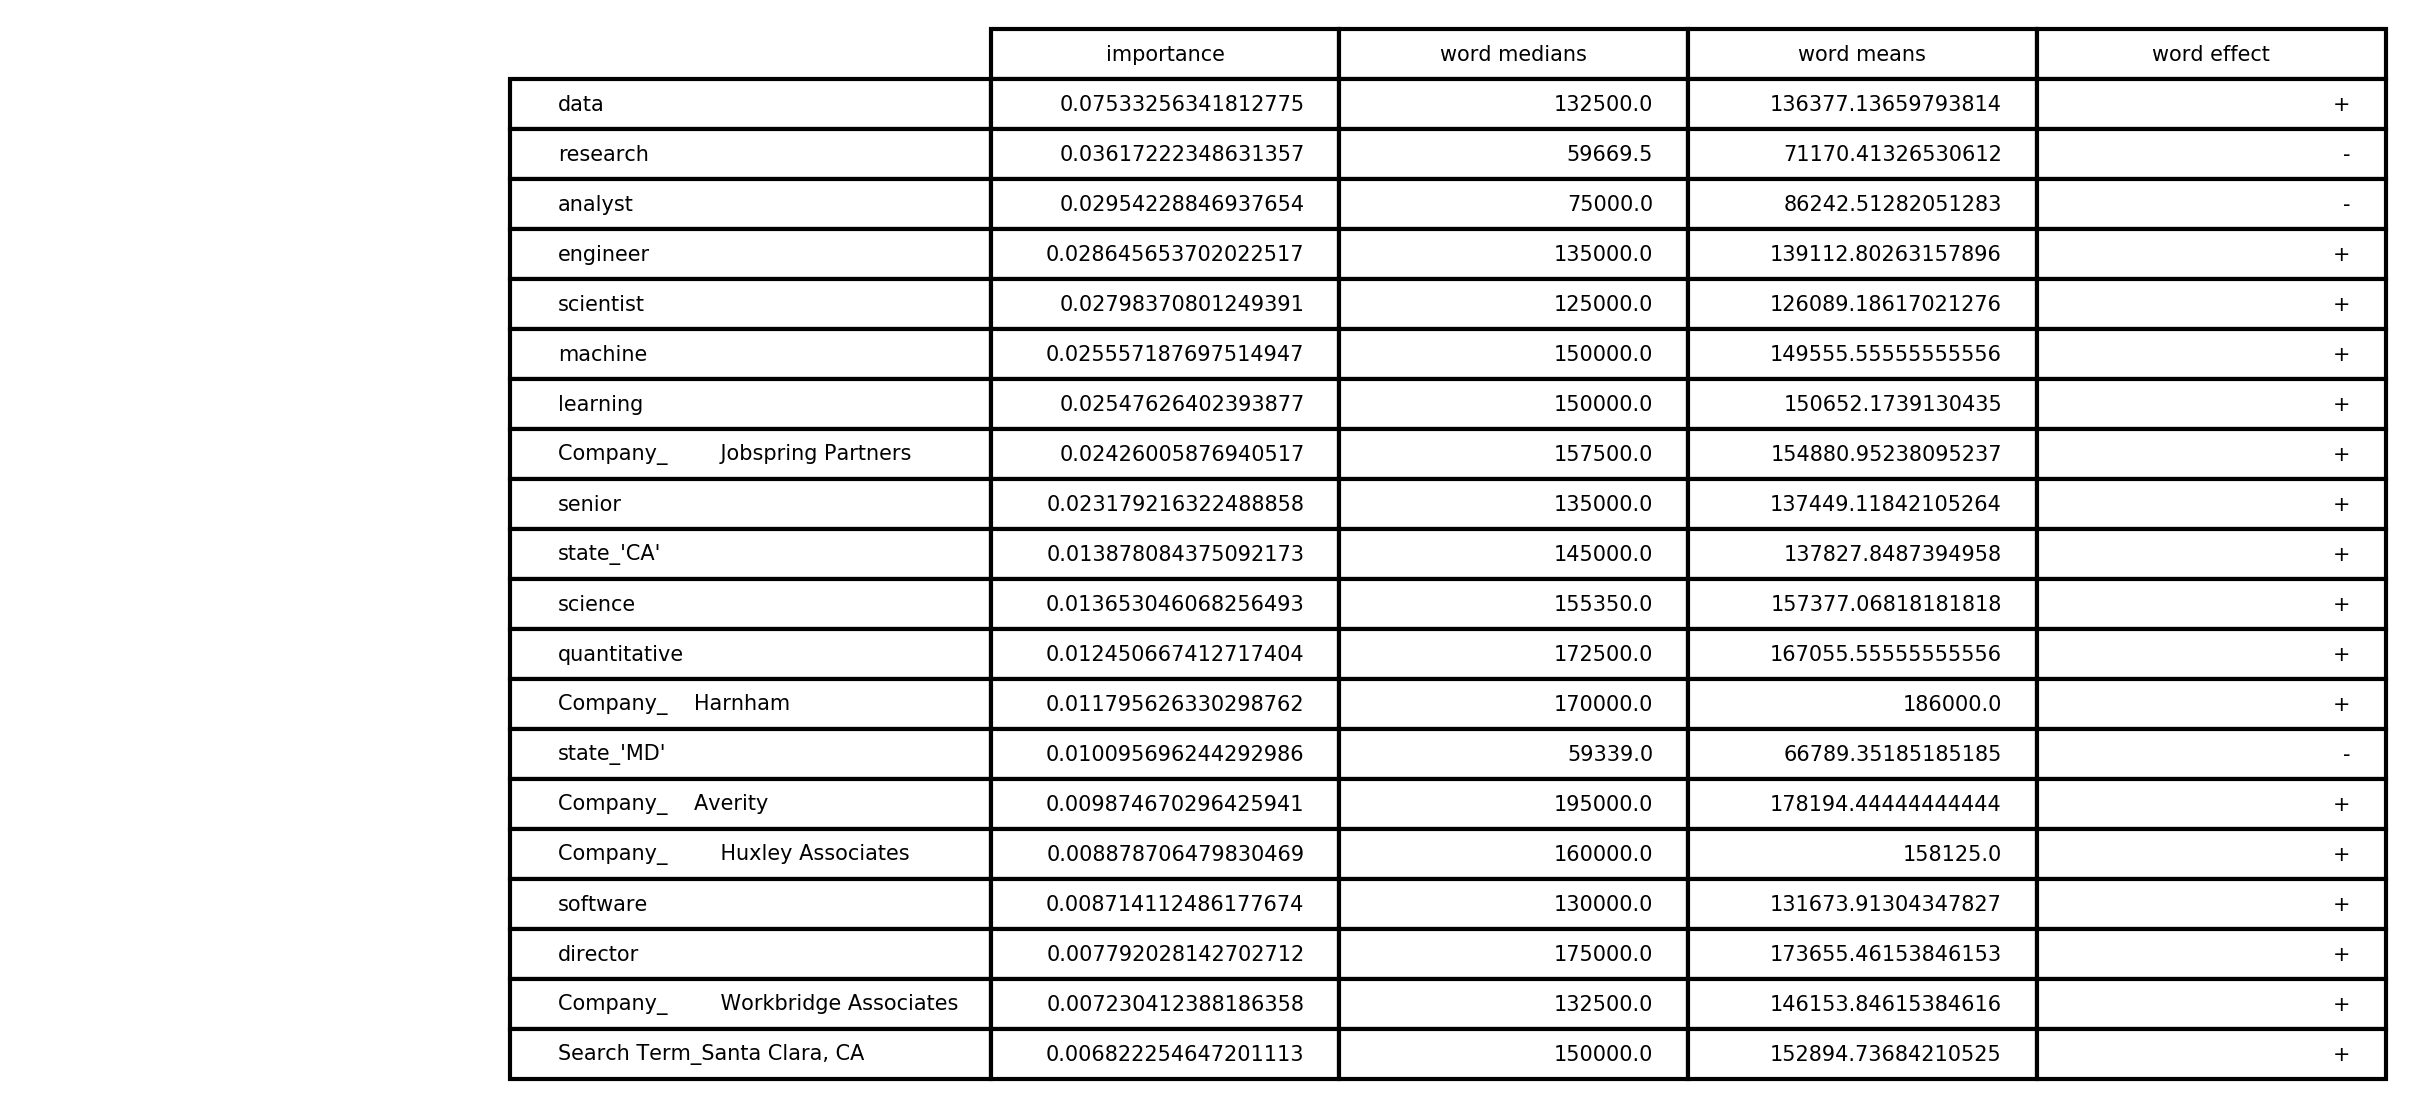 importance word medians word means word effect
data 0.07533256341812775 132500.0 136377.13659793814 +
research 0.03617222348631357 59669.5 71170.41326530612 -
analyst 0.02954228846937654 75000.0 86242.51282051283 -
engineer 0.028645653702022517 135000.0 139112.80263157896 +
scientist 0.02798370801249391 125000.0 126089.18617021276 +
machine 0.025557187697514947 150000.0 149555.55555555556 +
learning 0.02547626402393877 150000.0 150652.1739130435 +
Company_ Jobspring Partners 0.02426005876940517 157500.0 154880.95238095237 +
senior 0.023179216322488858 135000.0 137449.11842105264 +
state_'CA' 0.013878084375092173 145000.0 137827.8487394958 +
science 0.013653046068256493 155350.0 157377.06818181818 +
quantitative 0.012450667412717404 172500.0 167055.55555555556 +
Company_ Harnham 0.011795626330298762 170000.0 186000.0 +
state_'MD' 0.010095696244292986 59339.0 66789.35185185185 -
Company_ Averity 0.009874670296425941 195000.0 178194.44444444444 +
Company_ Huxley Associates 0.008878706479830469 160000.0 158125.0 +
software 0.008714112486177674 130000.0 131673.91304347827 +
director 0.007792028142702712 175000.0 173655.46153846153 +
Company_ Workbridge Associates 0.007230412388186358 132500.0 146153.84615384616 +
Search Term_Santa Clara, CA 0.006822254647201113 150000.0 152894.73684210525 +